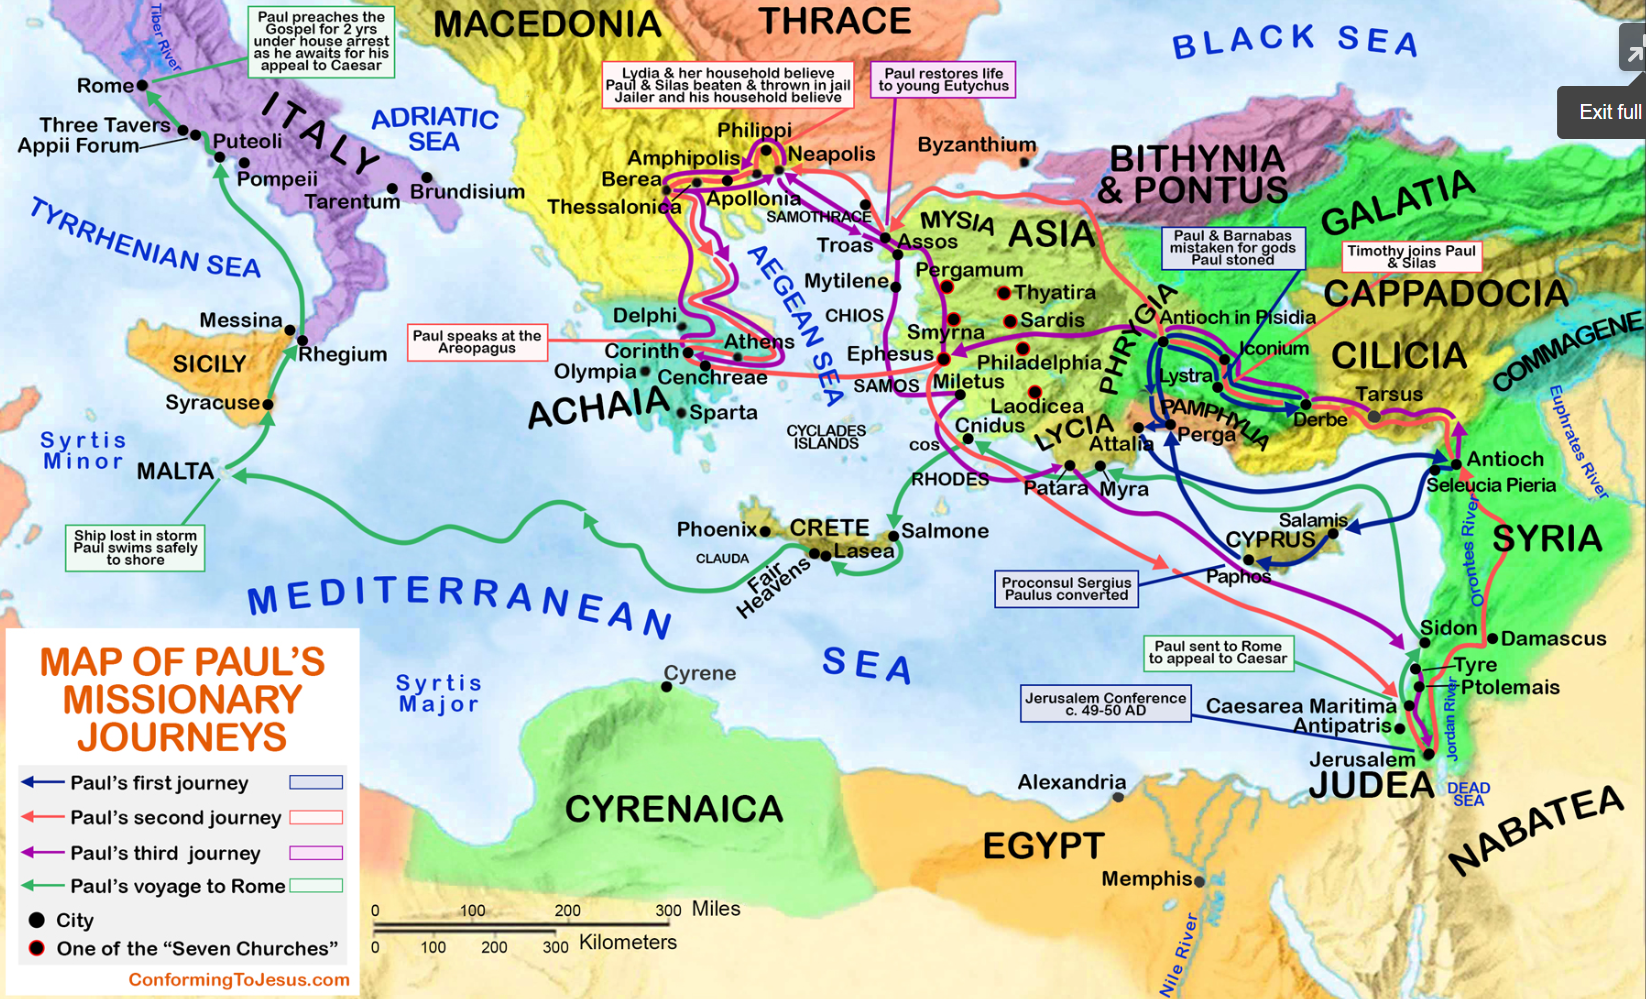 Paul preaches the
Gospel for 2 yrs
under house arrest
as he awaits for his
appeal to Caesar
Tiber River
MACEDONIA
THRACE
BLACK SEA
Exit full
Lydia & her household believe
Paul & Silas beaten & thrown in jail
Jailer and his household believe
Paul restores life
to young Eutychus
Rome
Three Tavers
Appii Forum
Puteoli
Pompeii
ITALY
ADRIATIC
SEA
Tarentum
Brundisium
TYRRHENIAN SEA
Philippi
Amphipolis
Neapolis
Berea
Thessalonica
Apollonia
SAMOTHRACE
Byzanthium
BITHYNIA
& PONTUS
GALATIA
MYSIA
ASIA
Troas
Assos
Paul & Barnabas
mistaken for gods
Paul stoned
Timothy joins Paul
& Silas
CAPPADOCIA
COMMAGENE
AEGEAN SEA
Mytilene
Pergamum
Thyatira
CHIOS
Smyrna
Sardis
PHRYGIA
Antioch in Pisidia
Iconium
CILICIA
Messina
SICILY
Rhegium
Syracuse
Paul speaks at the
Areopagus
Delphi
Athens
Corinth
Olympia
Cenchreae
ACHAIA
Sparta
Ephesus
Philadelphia
SAMOS
Miletus
Laodicea
Lystra
Derbe
Tarsus
Euphrates River
CYCLADES
ISLANDS
Cnidus
COS
LYCIA
PAMPHYLIA
Attalia
Perga
Antioch
Seleucia Pieria
Syrtis
Minor
MALTA
RHODES
Patara
Myra
Ship lost in storm
Paul swims safely
to shore
Phoenix
CRETE
Salmone
CLAUDA
Lasea
Fair
Heavens
Salamis
CYPRUS
Paphos
Orontes River
SYRIA
Proconsul Sergius
Paulus converted
MEDITERRANEAN
SEA
Sidon
Damascus
Paul sent to Rome
to appeal to Caesar
Tyre
Ptolemais
Cyrene
Syrtis
Major
Jerusalem Conference
c. 49-50 AD
Caesarea Maritima
Antipatris
Jordan River
Jerusalem
JUDEA
DEAD
SEA
NABATEA
Alexandria
CYRENAICA
EGYPT
Memphis
Nile R.
Nile River
MAP OF PAUL'S
MISSIONARY
JOURNEYS
Paul's first journey
Paul's second journey
Paul's third journey
Paul's voyage to Rome
City
One of the “Seven Churches”
ConformingToJesus.com
0 100 200 300 Miles
0 100 200 300 Kilometers